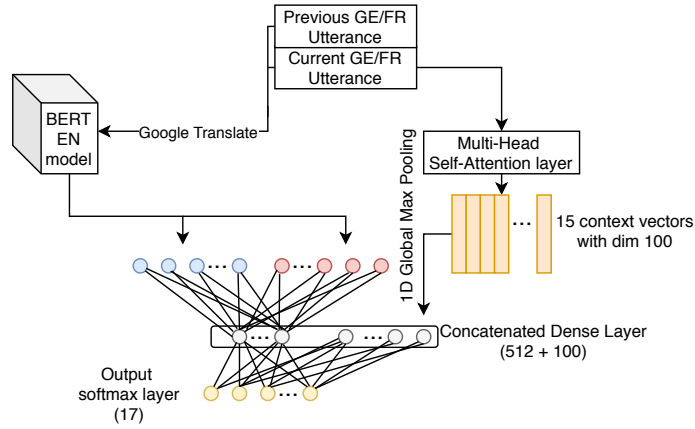 Previous GE/FR
Utterance
Current GE/FR
Utterance
BERT
EN
model
Google Translate
Multi-Head
Self-Attention layer
1D Global Max Pooling
...
15 context vectors
with dim 100
...
...
...
...
Concatenated Dense Layer
(512 + 100)
Output
softmax layer
(17)
...